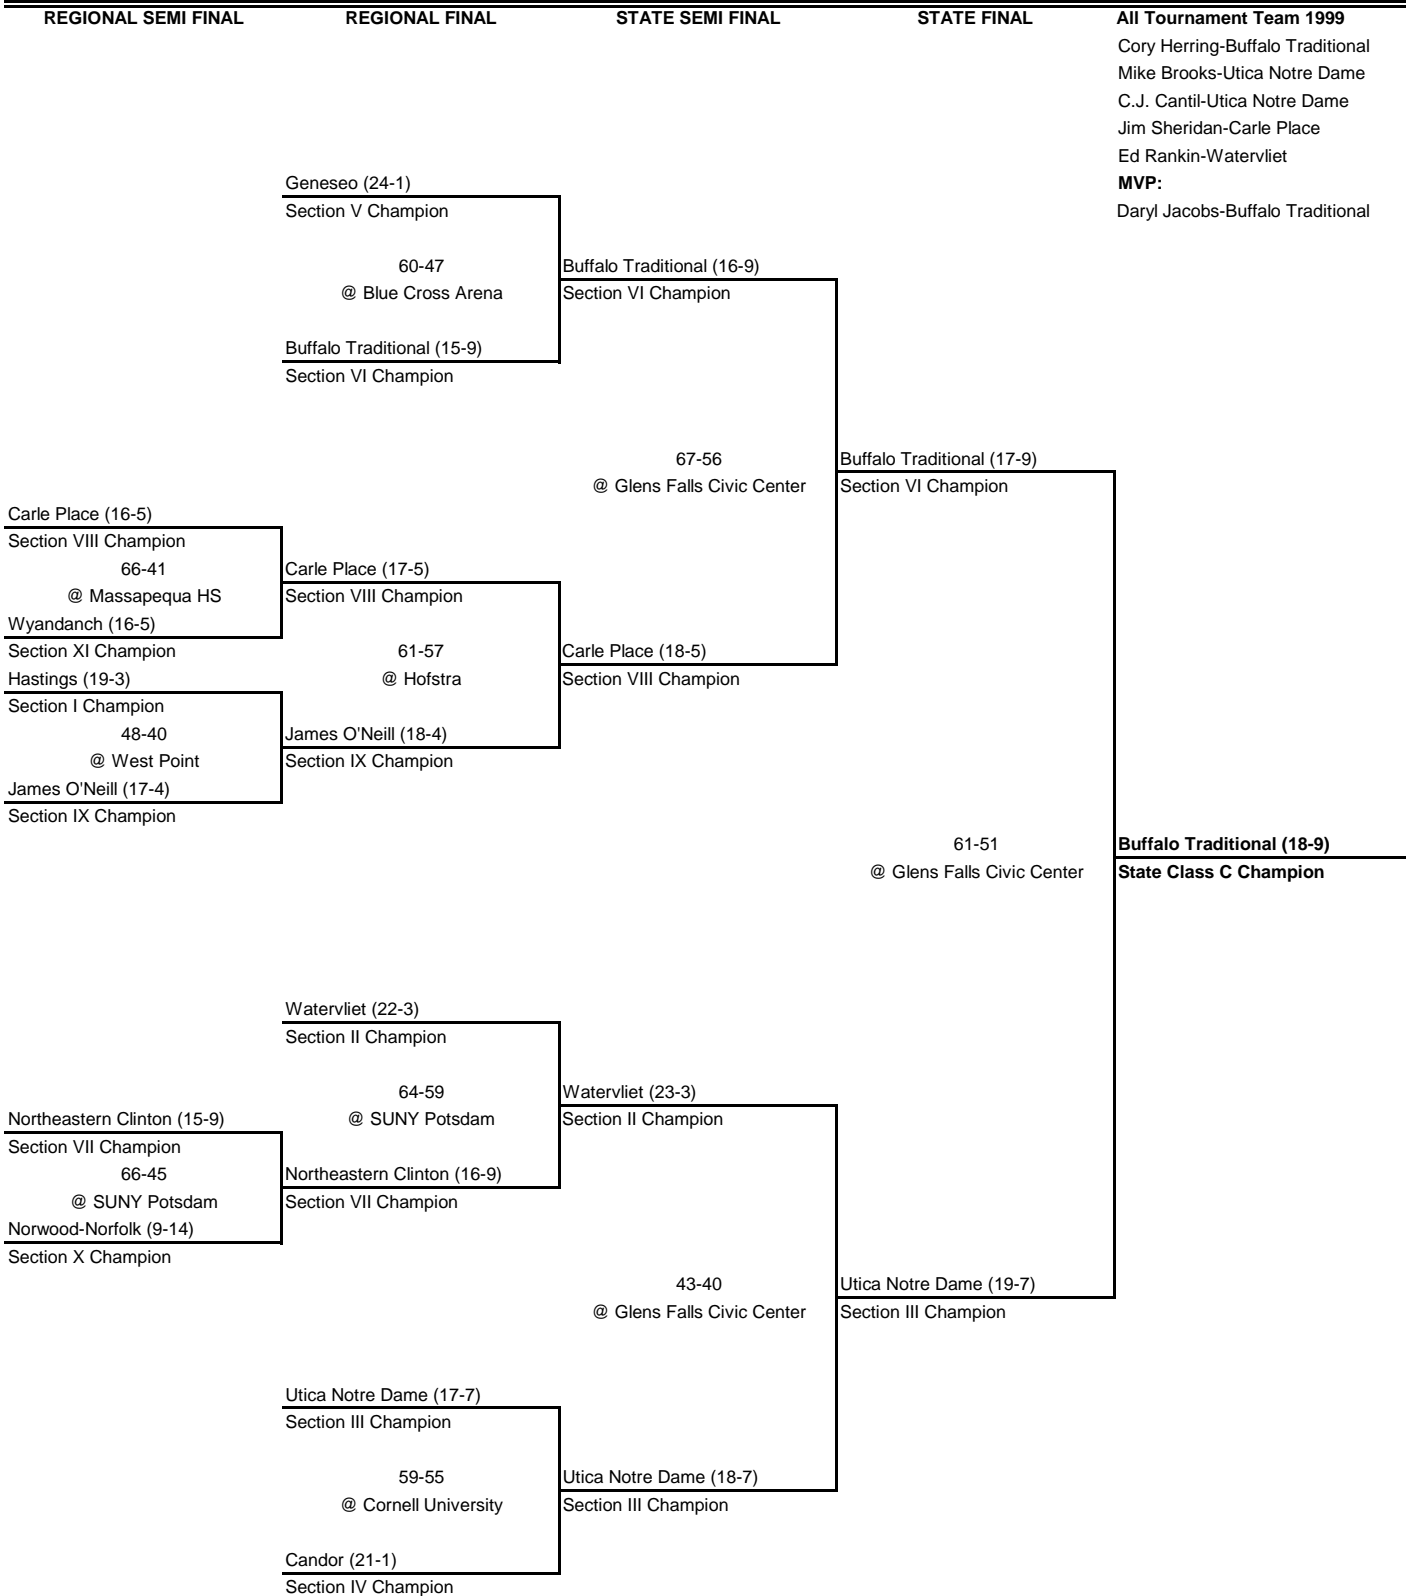 REGIONAL SEMI FINAL REGIONAL FINAL STATE SEMI FINAL STATE FINAL All Tournament Team 1999
Cory Herring-Buffalo Traditional
Mike Brooks-Utica Notre Dame
C.J. Cantil-Utica Notre Dame
Jim Sheridan-Carle Place
Ed Rankin-Watervliet
Geneseo (24-1) MVP:
Section V Champion Daryl Jacobs-Buffalo Traditional
60-47 Buffalo Traditional (16-9)
@ Blue Cross Arena Section VI Champion
Buffalo Traditional (15-9)
Section VI Champion
67-56 Buffalo Traditional (17-9)
@ Glens Falls Civic Center Section VI Champion
Carle Place (16-5)
Section VIII Champion
66-41 Carle Place (17-5)
@ Massapequa HS Section VIII Champion
Wyandanch (16-5)
Section XI Champion 61-57 Carle Place (18-5)
Hastings (19-3) @ Hofstra Section VIII Champion
Section I Champion
48-40 James O'Neill (18-4)
@ West Point Section IX Champion
James O'Neill (17-4)
Section IX Champion
61-51 Buffalo Traditional (18-9)
@ Glens Falls Civic Center State Class C Champion
Watervliet (22-3)
Section II Champion
64-59 Watervliet (23-3)
Northeastern Clinton (15-9) @ SUNY Potsdam Section II Champion
Section VII Champion
66-45 Northeastern Clinton (16-9)
@ SUNY Potsdam Section VII Champion
Norwood-Norfolk (9-14)
Section X Champion
43-40 Utica Notre Dame (19-7)
@ Glens Falls Civic Center Section III Champion
Utica Notre Dame (17-7)
Section III Champion
59-55 Utica Notre Dame (18-7)
@ Cornell University Section III Champion
Candor (21-1)
Section IV Champion